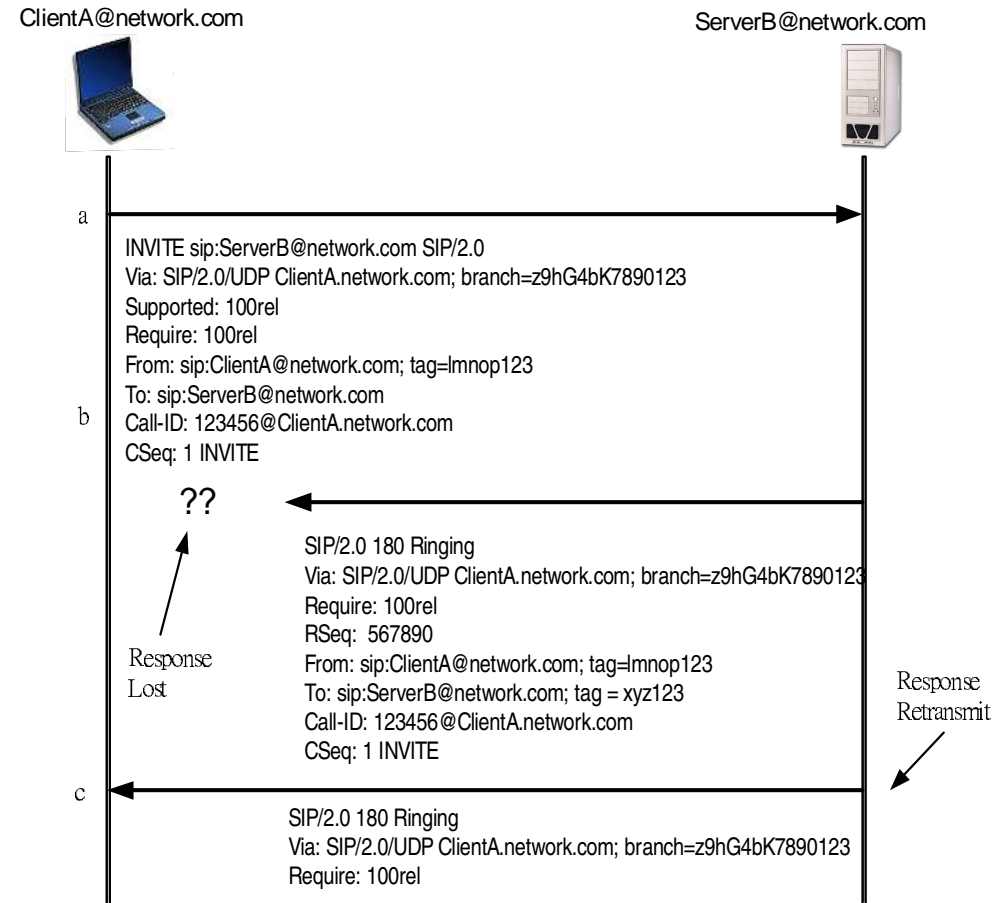 ClientA@network.com
ServerB@network.com
a
INVITE sip:ServerB@network.com SIP/2.0
Via: SIP/2.0/UDP ClientA.network.com; branch=z9hG4bK7890123
Supported: 100rel
Require: 100rel
From: sip:ClientA@network.com; tag=lmnop123
To: sip:ServerB@network.com
b
Call-ID: 123456@ClientA.network.com
CSeq: 1 INVITE
??
SIP/2.0 180 Ringing
Via: SIP/2.0/UDP ClientA.network.com; branch=z9hG4bK7890123
Require: 100rel
RSeq: 567890
From: sip:ClientA@network.com; tag=lmnop123
To: sip:ServerB@network.com; tag = xyz123
Call-ID: 123456@ClientA.network.com
CSeq: 1 INVITE
Response
Lost
Response
Retransmit
c
SIP/2.0 180 Ringing
Via: SIP/2.0/UDP ClientA.network.com; branch=z9hG4bK7890123
Require: 100rel